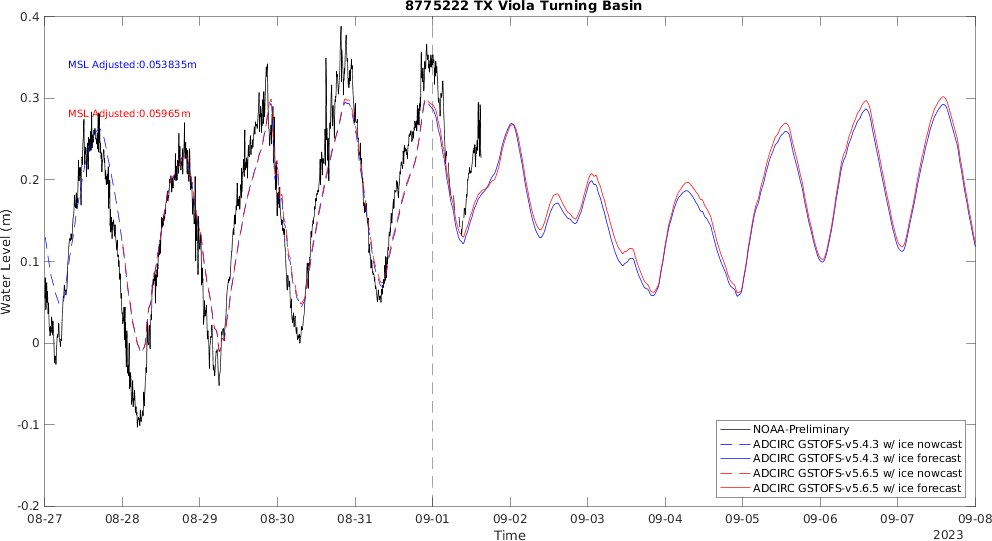 8775222 TX Viola Turning Basin
0.4
MSL Adjusted:0.053835m
0.3
MSL Adjusted:0.05965m
0.2
Water Level (m)
0.1
0
-0.1
-0.2
NOAA-Preliminary
ADCIRC GSTOFS-v5.4.3 w/ ice nowcast
ADCIRC GSTOFS-v5.4.3 w/ ice forecast
ADCIRC GSTOFS-v5.6.5 w/ ice nowcast
ADCIRC GSTOFS-v5.6.5 w/ ice forecast
08-27 08-28 08-29 08-30 08-31 09-01 09-02 09-03 09-04 09-05 09-06 09-07 09-08
Time
2023